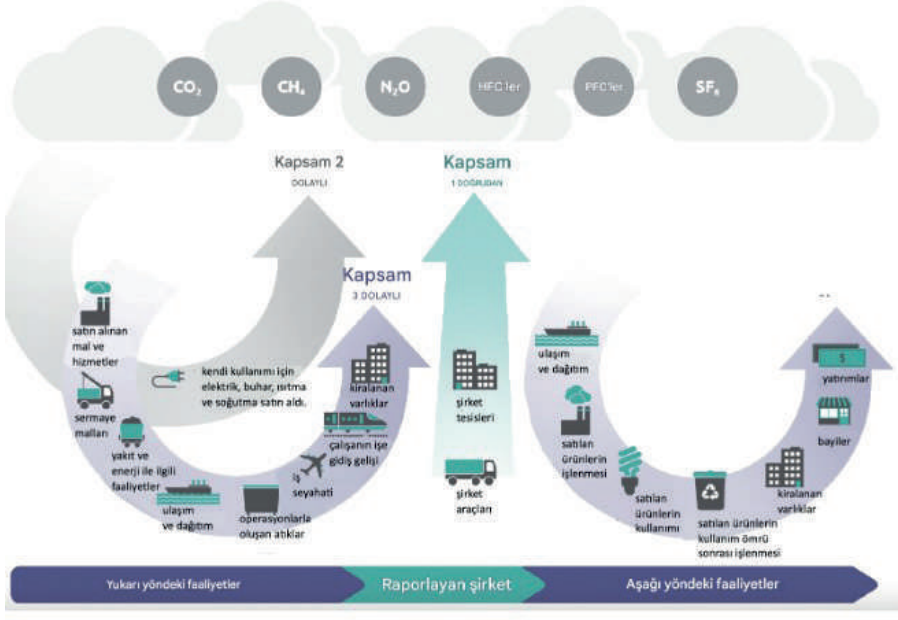 CO₂
CH₄
N₂O
HFC'ler
PFC'ler
SF₆
Kapsam 2
DOLAYLI
Kapsam
1 DOĞRUDAN
Kapsam
3 DOLAYLI
satın alınan
mal ve
hizmetler
sermaye
malları
yakıt ve
enerji ile ilgili
faaliyetler
ulaşım
ve dağıtım
operasyonlarla
oluşan atıklar
iş
seyahati
çalışanın işe
gidiş gelişi
kiralanan
varlıklar
kendi kullanımı için
elektrik, buhar, ısıtma
ve soğutma satın aldı.
şirket
tesisleri
şirket
araçları
ulaşım
ve dağıtım
satılan
ürünlerin
işlenmesi
satılan
ürünlerin
kullanımı
satılan ürünlerin
kullanım ömrü
sonrası işlenmesi
kiralanan
varlıklar
bayiler
$
yatırımlar
Yukarı yöndeki faaliyetler
Raporlayan şirket
Aşağı yöndeki faaliyetler